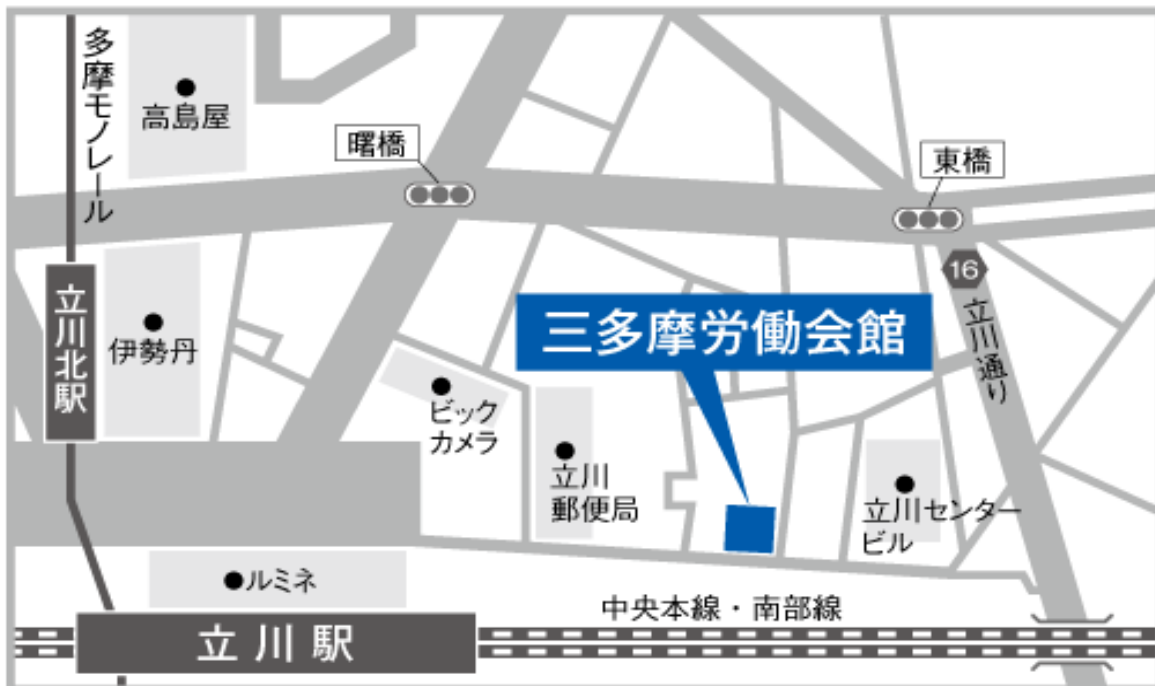 多摩モノレール
高島屋
曙橋
東橋
16
立川通り
立川北駅
伊勢丹
三多摩労働会館
ビック
カメラ
立川
郵便局
立川センター
ビル
ルミネ
中央本線・南部線
立川駅